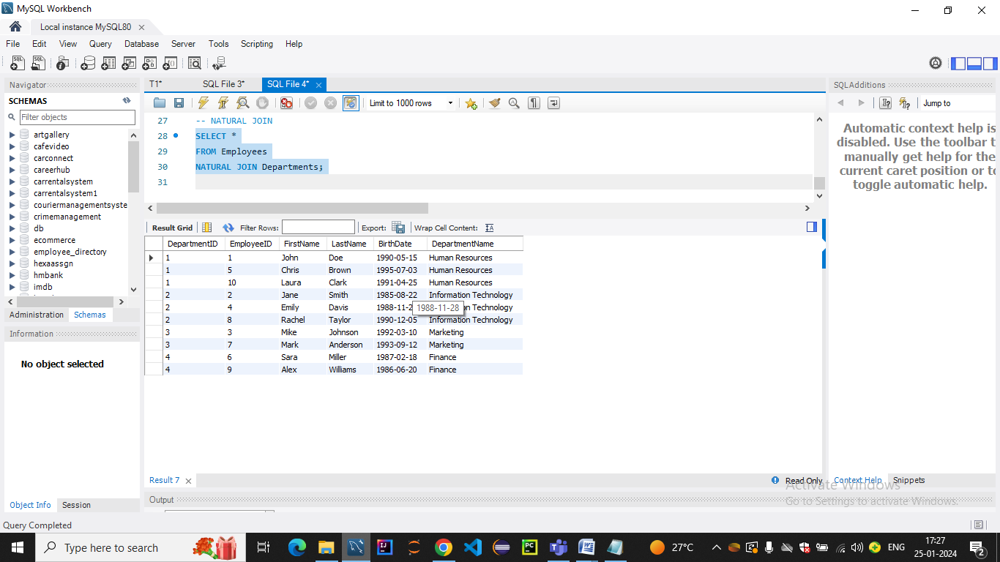 MySQL Workbench
Local instance MySQL80
File Edit View Query Database Server Tools Scripting Help
Navigator
SCHEMAS
Filter objects
artgallery
cafevideo
carconnect
careerhub
carrentalsystem
carrentalsystem1
couriermanagementsyste
crimemanagement
db
ecommerce
employee_directory
hexaassgn
hmbank
imdb
Administration Schemas
Information
No object selected
Object Info Session
T1* SQL File 3* SQL File 4*
Limit to 1000 rows
27 -- NATURAL JOIN
28 SELECT *
29 FROM Employees
30 NATURAL JOIN Departments;
31
Result Grid Filter Rows: Export: Wrap Cell Content:
DepartmentID EmployeeID FirstName LastName BirthDate DepartmentName
1 1 John Doe 1990-05-15 Human Resources
1 5 Chris Brown 1995-07-03 Human Resources
1 10 Laura Clark 1991-04-25 Human Resources
2 2 Jane Smith 1985-08-22 Information Technology
2 4 Emily Davis 1988-11-2 1988-11-28 on Technology
2 8 Rachel Taylor 1990-12-05 Information Technology
3 3 Mike Johnson 1992-03-10 Marketing
3 7 Mark Anderson 1993-09-12 Marketing
4 6 Sara Miller 1987-02-18 Finance
4 9 Alex Williams 1986-06-20 Finance
Result 7
Read Only
Output
SQLAdditions
Jump to
Automatic context help is
disabled. Use the toolbar t
manually get help for the
current caret position or to
toggle automatic help.
Context Help Snippets
Activate Windows
Go to Settings to activate Windows.
Query Completed
Type here to search
27°C
ENG
17:27
25-01-2024
2